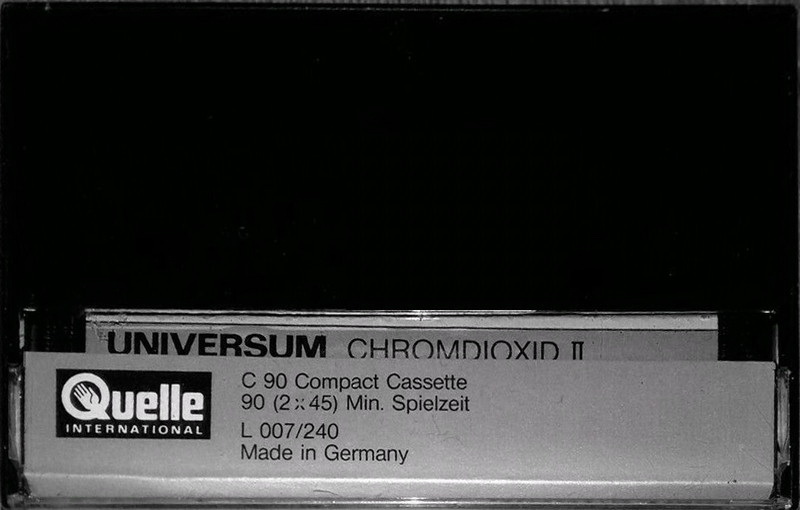 UNIVERSUM CHROMDIOXID II
Quelle
INTERNATIONAL
C 90 Compact Cassette
90 (2 x 45) Min. Spielzeit
L 007/240
Made in Germany